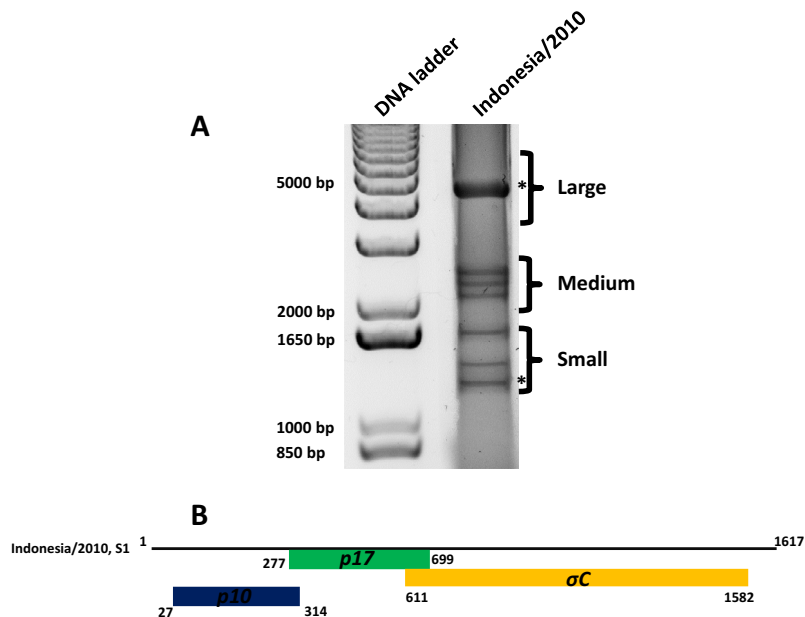 A
DNA ladder
Indonesia/2010
5000 bp
* Large
Medium
2000 bp
1650 bp
Small
*
1000 bp
850 bp
B
Indonesia/2010, S1
1
1617
p17
277
699
σC
611
1582
p10
27
314